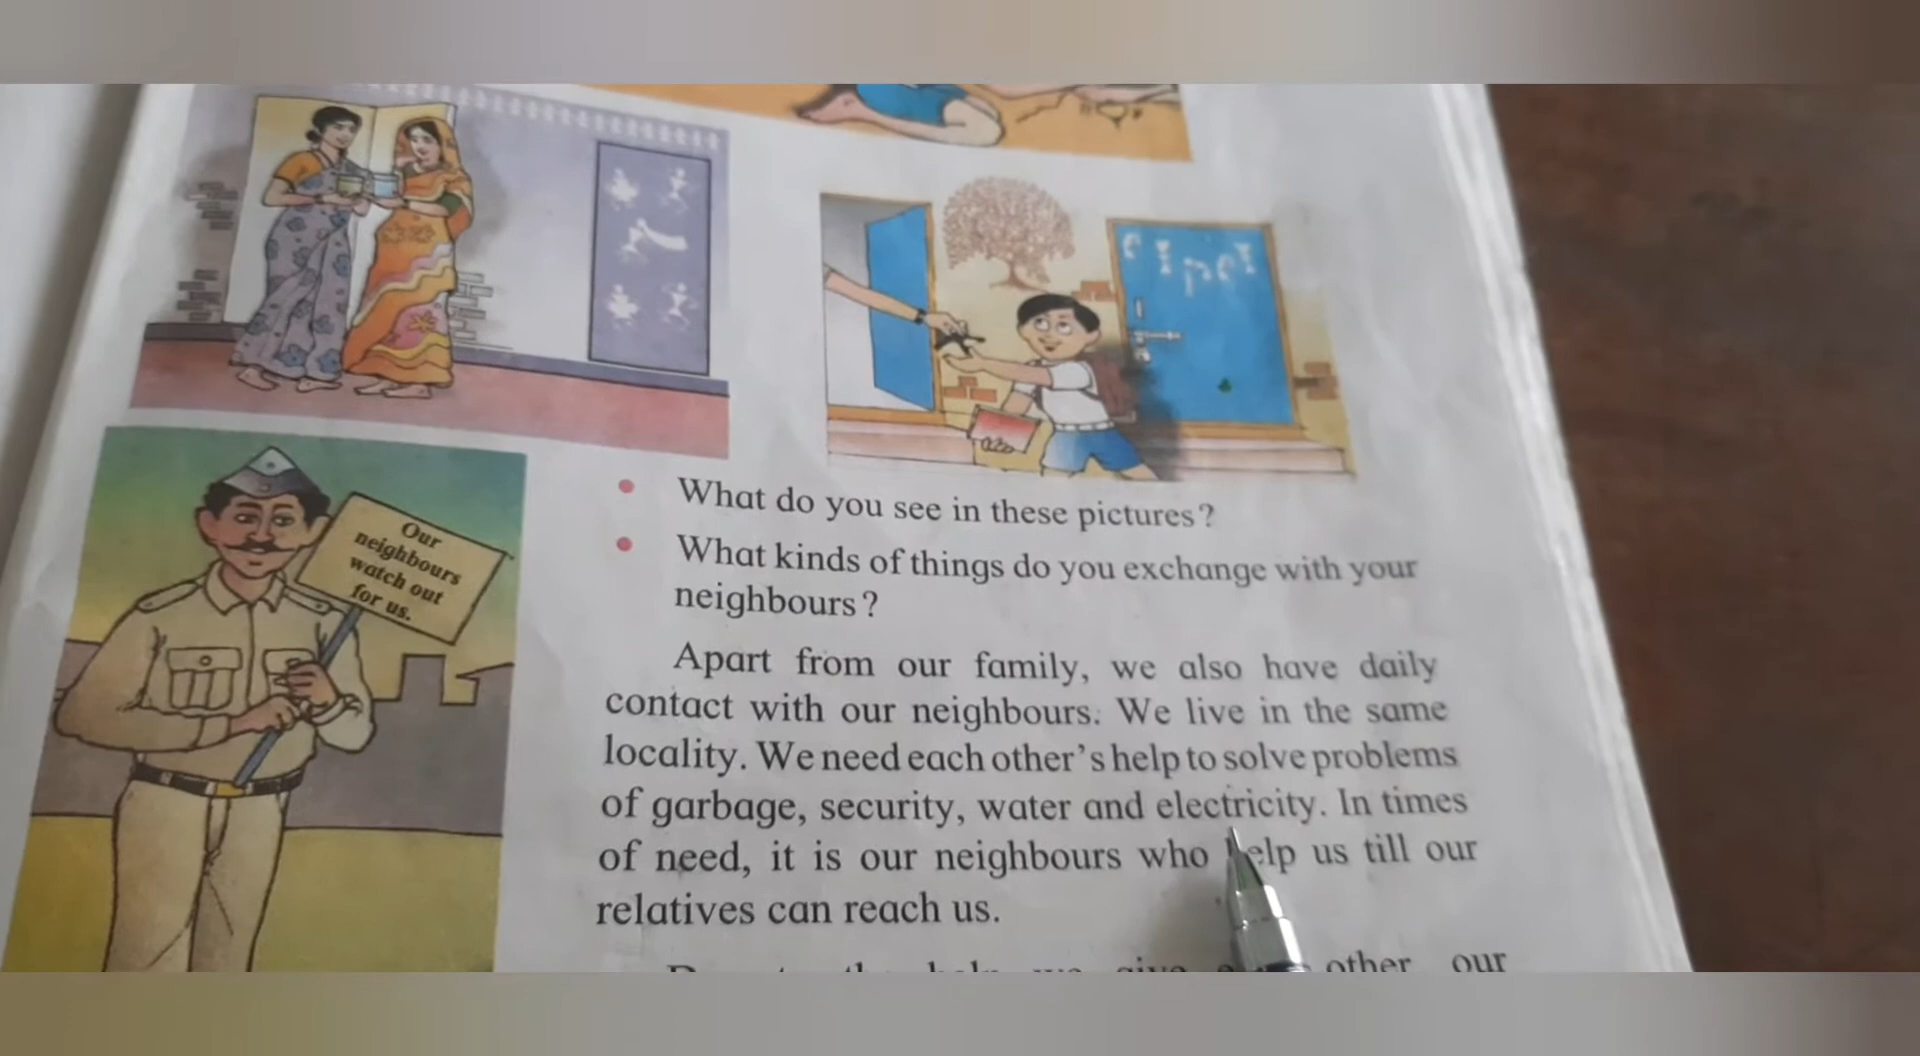 Our
neighbours
watch out
for us.
• What do you see in these pictures?
• What kinds of things do you exchange with your
neighbours?
Apart from our family, we also have daily
contact with our neighbours. We live in the same
locality. We need each other's help to solve problems
of garbage, security, water and electricity. In times
of need, it is our neighbours who help us till our
relatives can reach us.
other our